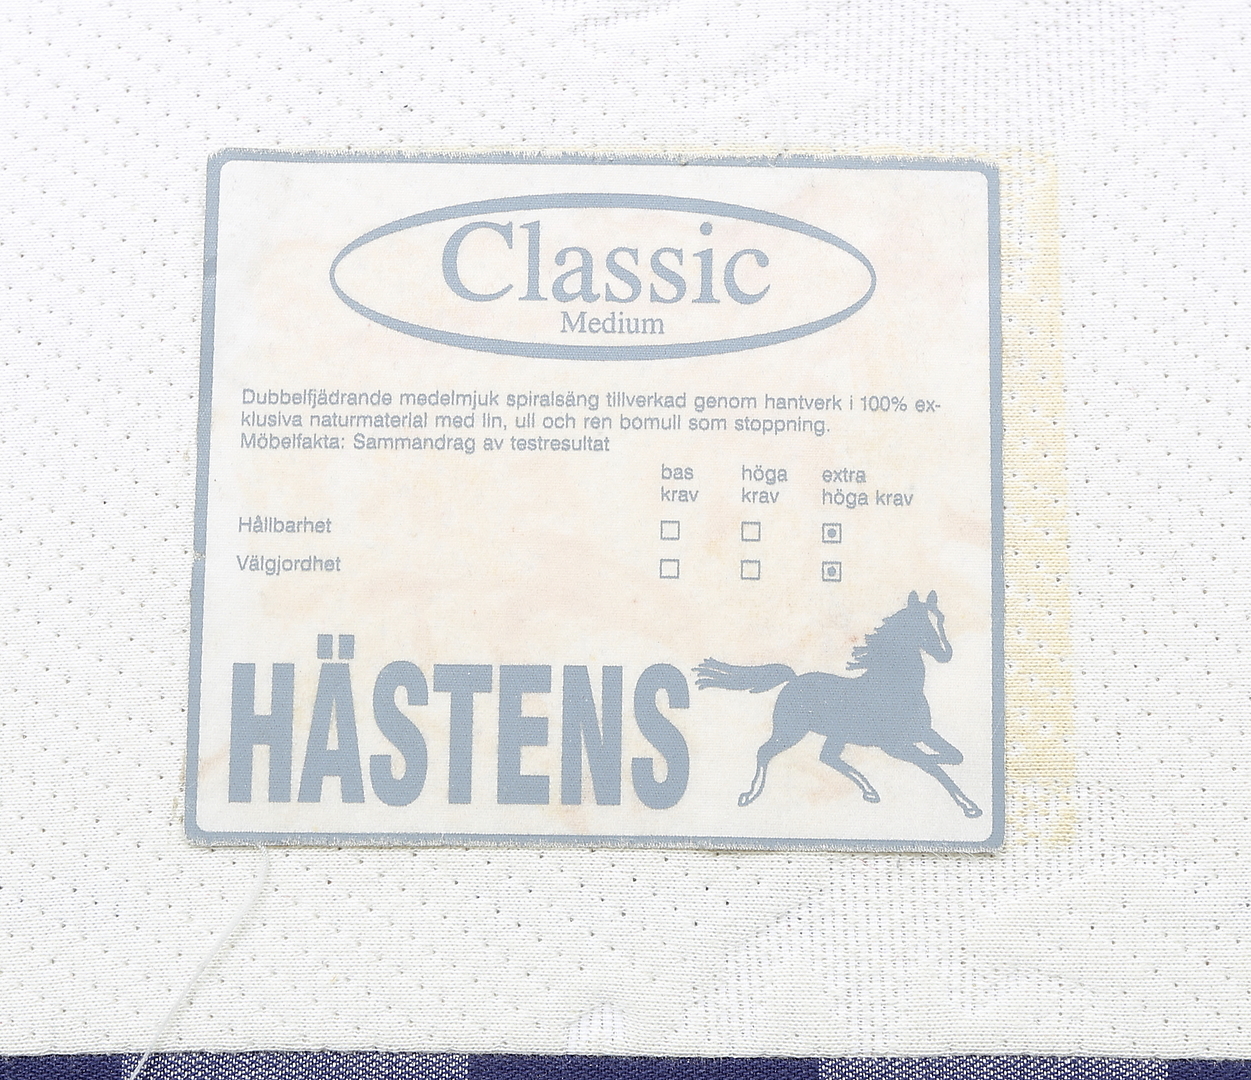 Classic
Medium
Dubbelfjädrande medelmjuk spiralsäng tillverkad genom hantverk i 100% ex-
klusiva naturmaterial med lin, ull och ren bomull som stoppning.
Möbelfakta: Sammandrag av testresultat
bas höga extra
krav krav höga krav
Hållbarhet
Välgjordhet
HÄSTENS